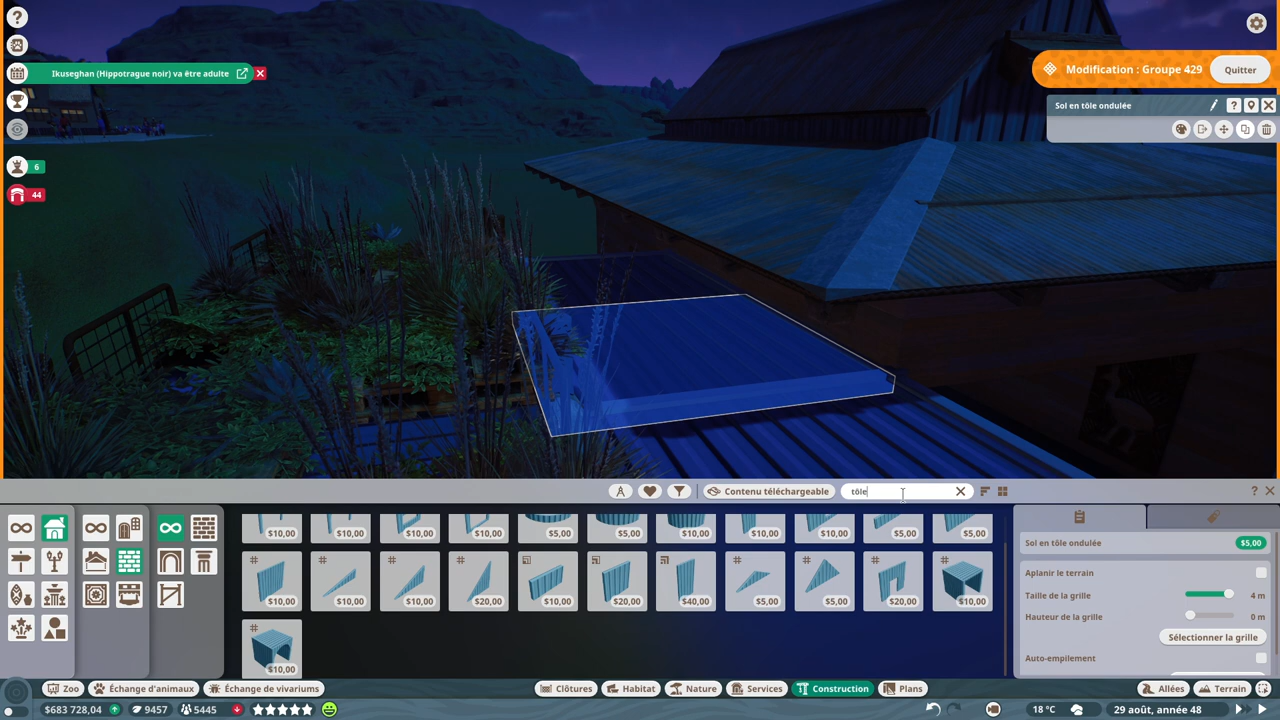 ?
Ikuseghan (Hippotrague noir) va être adulte
6
44
Modification : Groupe 429
Quitter
Sol en tôle ondulée
?
Contenu téléchargeable
tôle
?
$10,00 $10,00 $10,00 $10,00 $5,00 $5,00 $10,00 $10,00 $10,00 $5,00 $5,00
$10,00 $10,00 $10,00 $20,00 $10,00 $20,00 $40,00 $5,00 $5,00 $20,00 $10,00
$10,00
Sol en tôle ondulée $5,00
Aplanir le terrain
Taille de la grille 4 m
Hauteur de la grille 0 m
Sélectionner la grille
Auto-empilement
Zoo
Échange d'animaux
Échange de vivariums
Clôtures
Habitat
Nature
Services
Construction
Plans
Allées
Terrain
$683 728,04
9457
5445
18 °C
29 août, année 48